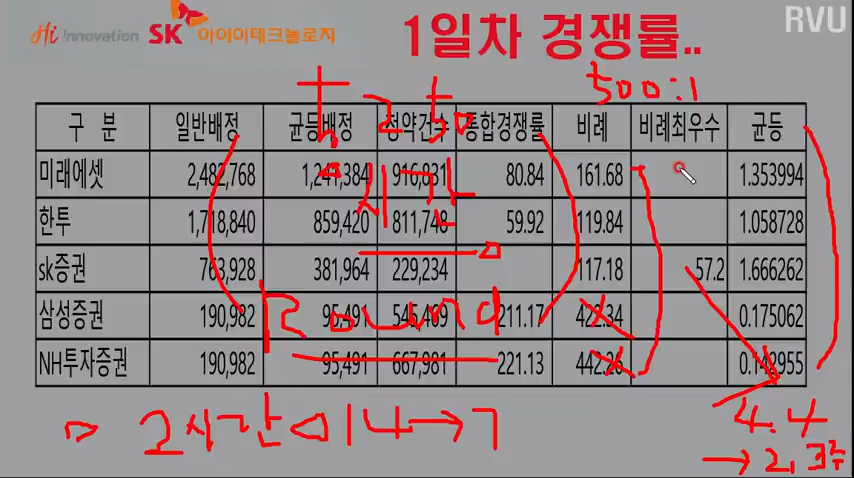 Hi Innovation SK 아이이테크놀로지 1일차 경쟁률.. RVU
500:1
구 분 일반배정 균등배정 청약건수 통합경쟁률 비례 비례최우수 균등
미래에셋 2,482,768 1,241,384 916,831 80.84 161.68 1.353994
한투 1,718,840 859,420 811,748 59.92 119.84 1.058728
sk증권 763,928 381,964 229,234 117.18 57.2 1.666262
삼성증권 190,982 95,491 545,469 211.17 422.34 0.175062
NH투자증권 190,982 95,491 667,981 221.13 442.26 0.142955
Round
2시간
4.4
→ 2, 3주